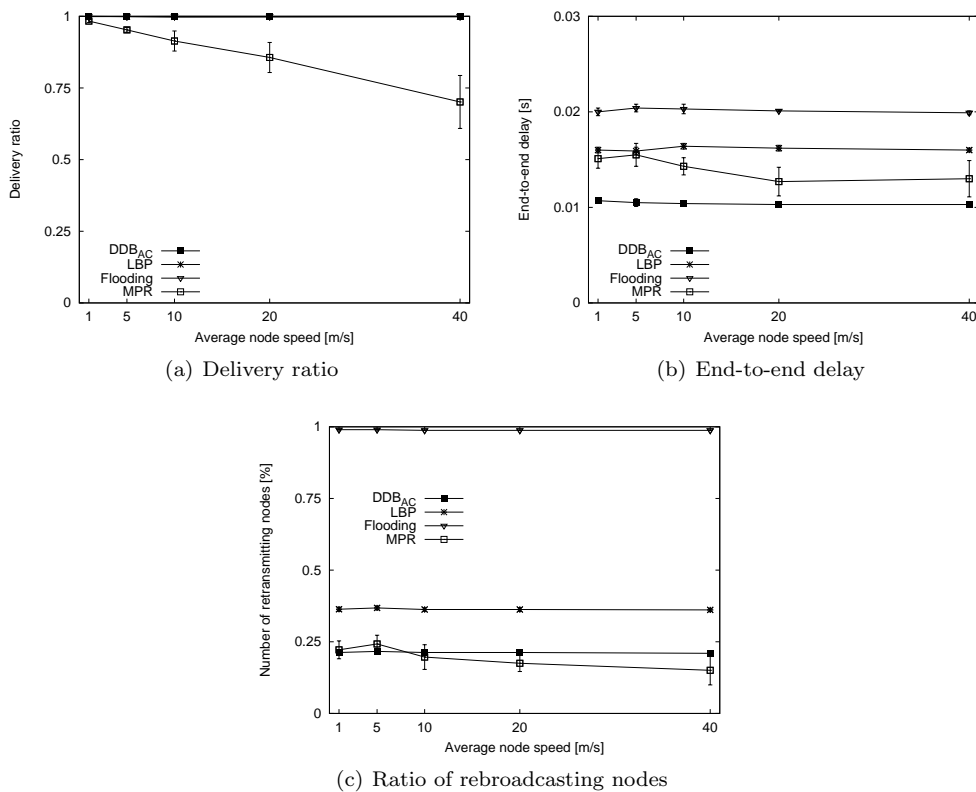 1
0.75
0.5
0.25
0
Delivery ratio
DDB_AC
LBP
Flooding
MPR
1 5 10 20 40
Average node speed [m/s]
(a) Delivery ratio
0.03
0.02
0.01
0
End-to-end delay [s]
DDB_AC
LBP
Flooding
MPR
1 5 10 20 40
Average node speed [m/s]
(b) End-to-end delay
1
0.75
0.5
0.25
0
Number of retransmitting nodes [%]
DDB_AC
LBP
Flooding
MPR
1 5 10 20 40
Average node speed [m/s]
(c) Ratio of rebroadcasting nodes